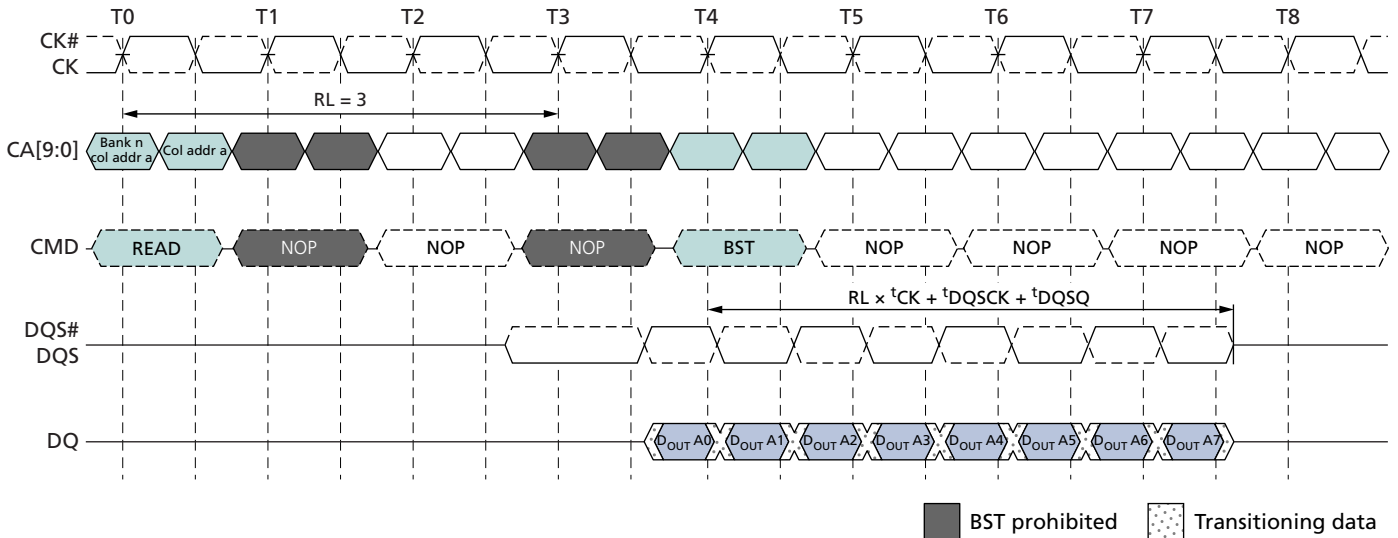 T0 T1 T2 T3 T4 T5 T6 T7 T8
CK#
CK
RL = 3
CA[9:0]
Bank n
col addr a
Col addr a
CMD
READ NOP NOP NOP BST NOP NOP NOP NOP
RL × tCK + tDQSCK + tDQSQ
DQS#
DQS
DQ
DOUT A0 DOUT A1 DOUT A2 DOUT A3 DOUT A4 DOUT A5 DOUT A6 DOUT A7
BST prohibited Transitioning data